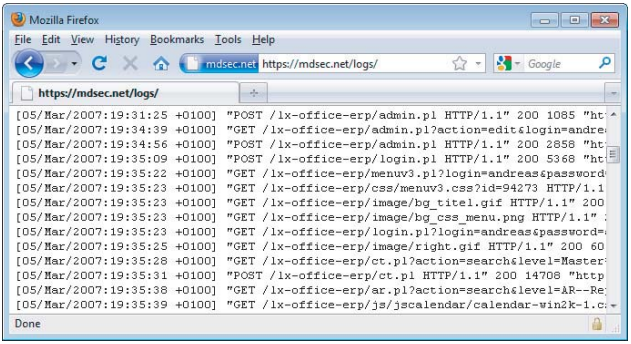 Mozilla Firefox
File Edit View History Bookmarks Tools Help
mdsec.net https://mdsec.net/logs/ Google
https://mdsec.net/logs/
[05/Mar/2007:19:31:25 +0100] "POST /lx-office-erp/admin.pl HTTP/1.1" 200 1085 "ht
[05/Mar/2007:19:34:39 +0100] "GET /lx-office-erp/admin.pl?action=edit&login=andre
[05/Mar/2007:19:34:56 +0100] "POST /lx-office-erp/admin.pl HTTP/1.1" 200 2858 "ht
[05/Mar/2007:19:35:09 +0100] "POST /lx-office-erp/login.pl HTTP/1.1" 200 5368 "ht
[05/Mar/2007:19:35:22 +0100] "GET /lx-office-erp/menuv3.pl?login=andreas&password
[05/Mar/2007:19:35:23 +0100] "GET /lx-office-erp/css/menuv3.css?id=94273 HTTP/1.1
[05/Mar/2007:19:35:23 +0100] "GET /lx-office-erp/image/bg_titel.gif HTTP/1.1" 200
[05/Mar/2007:19:35:23 +0100] "GET /lx-office-erp/image/bg_css_menu.png HTTP/1.1"
[05/Mar/2007:19:35:23 +0100] "GET /lx-office-erp/login.pl?login=andreas&password=
[05/Mar/2007:19:35:25 +0100] "GET /lx-office-erp/image/right.gif HTTP/1.1" 200 60
[05/Mar/2007:19:35:28 +0100] "GET /lx-office-erp/ct.pl?action=search&level=Master
[05/Mar/2007:19:35:31 +0100] "POST /lx-office-erp/ct.pl HTTP/1.1" 200 14708 "http
[05/Mar/2007:19:35:38 +0100] "GET /lx-office-erp/ar.pl?action=search&level=AR--Re
[05/Mar/2007:19:35:38 +0100] "GET /lx-office-erp/js/jscalendar/calendar-win2k-1.c
Done